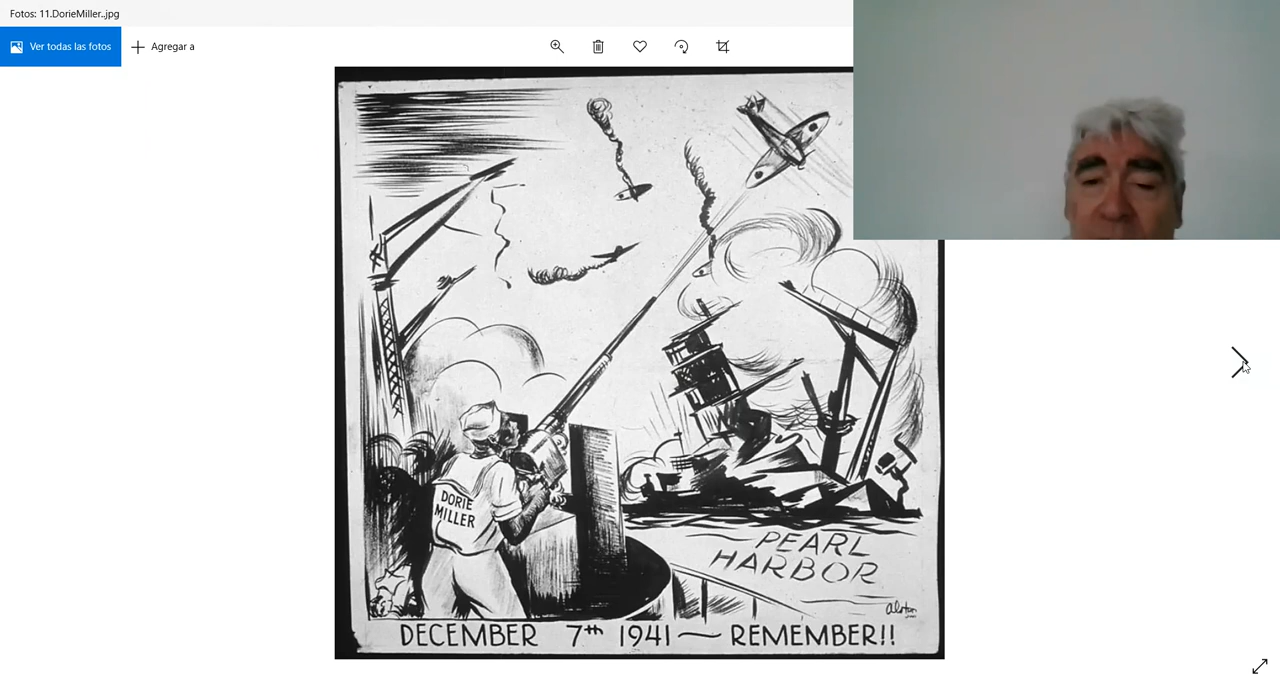 Fotos: 11.DorieMiller..jpg
Ver todas las fotos
Agregar a
DORIE
MILLER
PEARL
HARBOR
Alston
DECEMBER 7th 1941 — REMEMBER!!